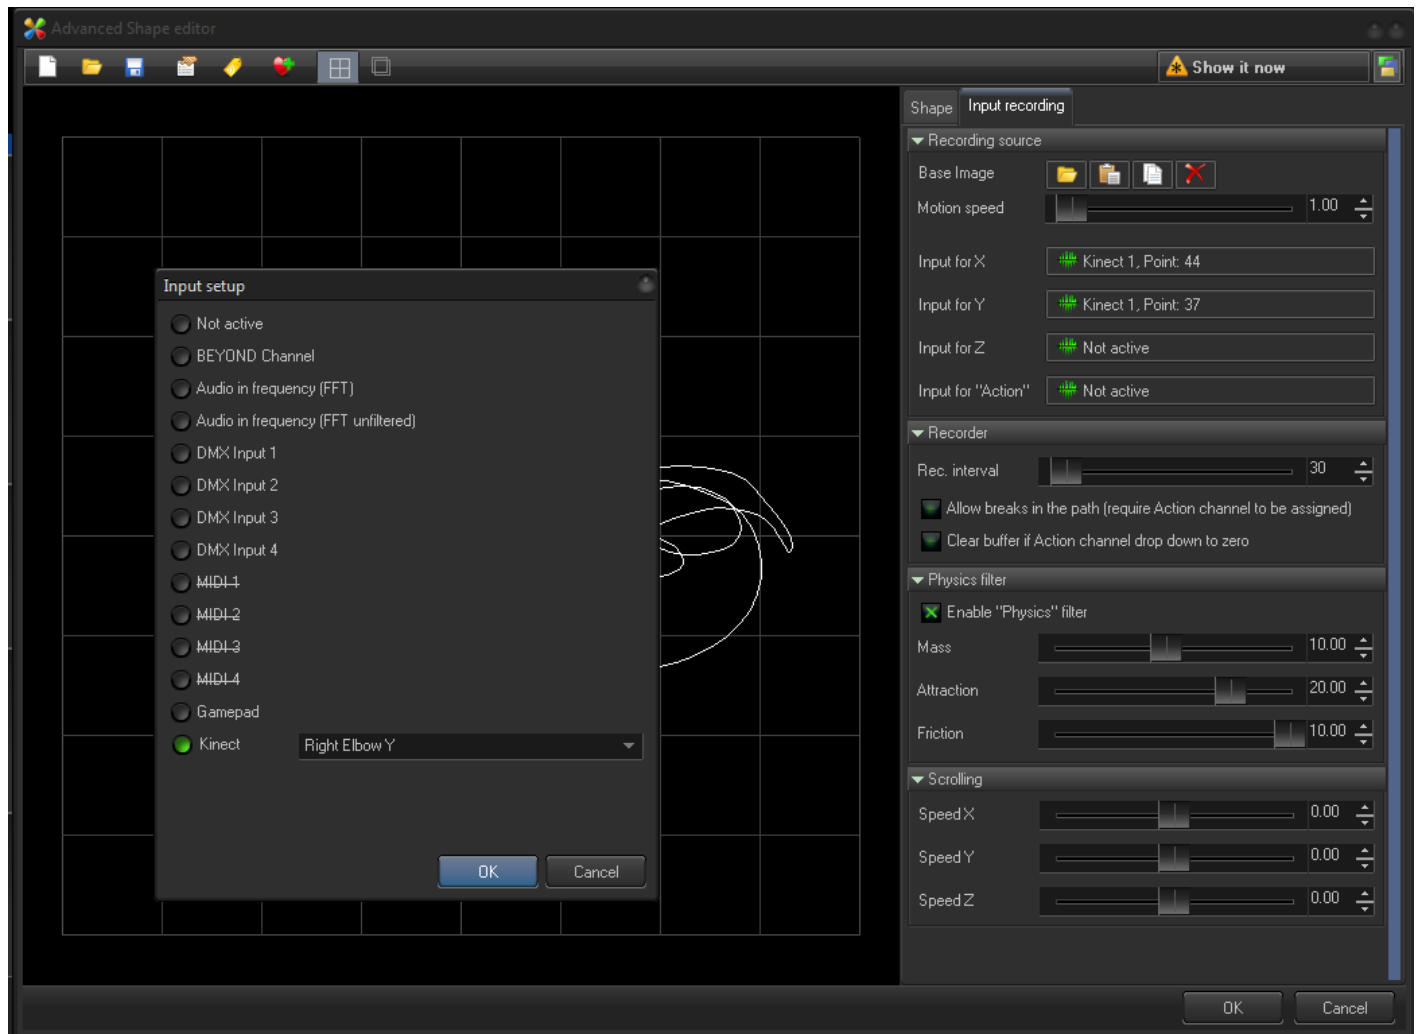 Advanced Shape editor
Show it now
Shape Input recording
Recording source
Base Image
Motion speed 1.00
Input for X Kinect 1, Point: 44
Input for Y Kinect 1, Point: 37
Input for Z Not active
Input for "Action" Not active
Recorder
Rec. interval 30
Allow breaks in the path (require Action channel to be assigned)
Clear buffer if Action channel drop down to zero
Physics filter
Enable "Physics" filter
Mass 10.00
Attraction 20.00
Friction 10.00
Scrolling
Speed X 0.00
Speed Y 0.00
Speed Z 0.00
Input setup
Not active
BEYOND Channel
Audio in frequency (FFT)
Audio in frequency (FFT unfiltered)
DMX Input 1
DMX Input 2
DMX Input 3
DMX Input 4
MIDI 1
MIDI 2
MIDI 3
MIDI 4
Gamepad
Kinect Right Elbow Y
OK Cancel
OK Cancel